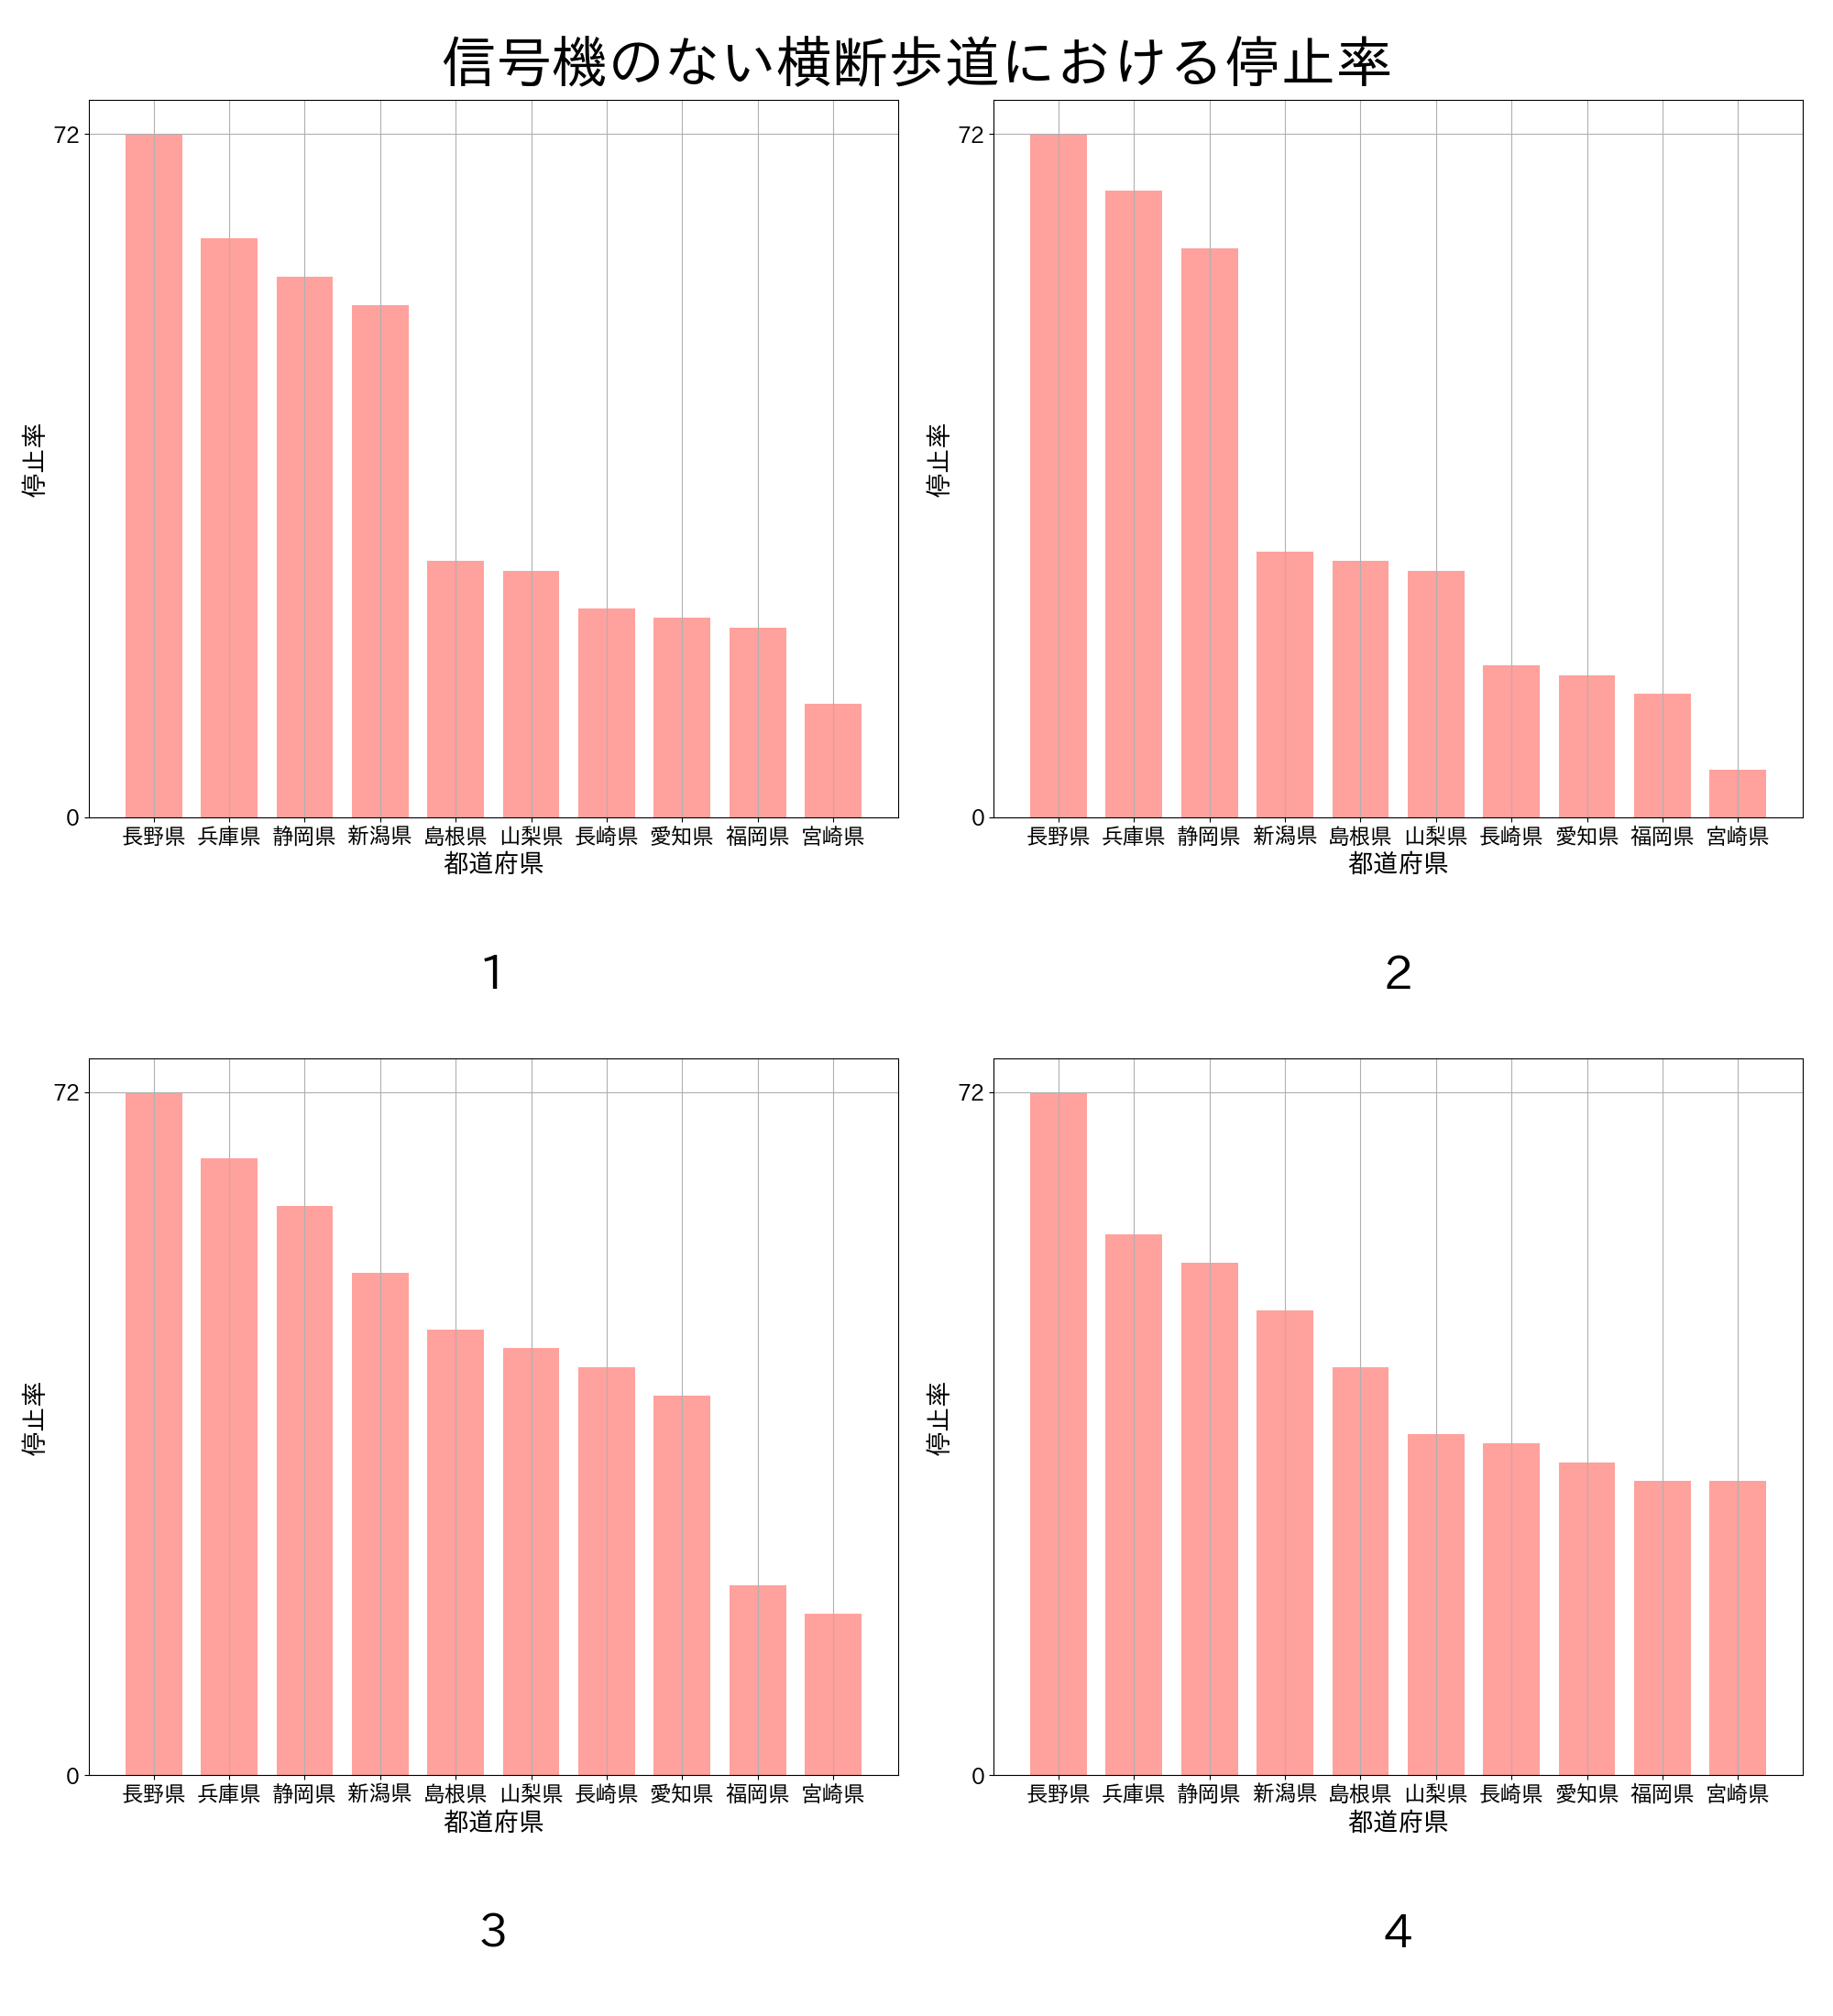 信号機のない横断歩道における停止率
72
停止率
0
長野県 兵庫県 静岡県 新潟県 島根県 山梨県 長崎県 愛知県 福岡県 宮崎県
都道府県
1
72
停止率
0
長野県 兵庫県 静岡県 新潟県 島根県 山梨県 長崎県 愛知県 福岡県 宮崎県
都道府県
2
72
停止率
0
長野県 兵庫県 静岡県 新潟県 島根県 山梨県 長崎県 愛知県 福岡県 宮崎県
都道府県
3
72
停止率
0
長野県 兵庫県 静岡県 新潟県 島根県 山梨県 長崎県 愛知県 福岡県 宮崎県
都道府県
4